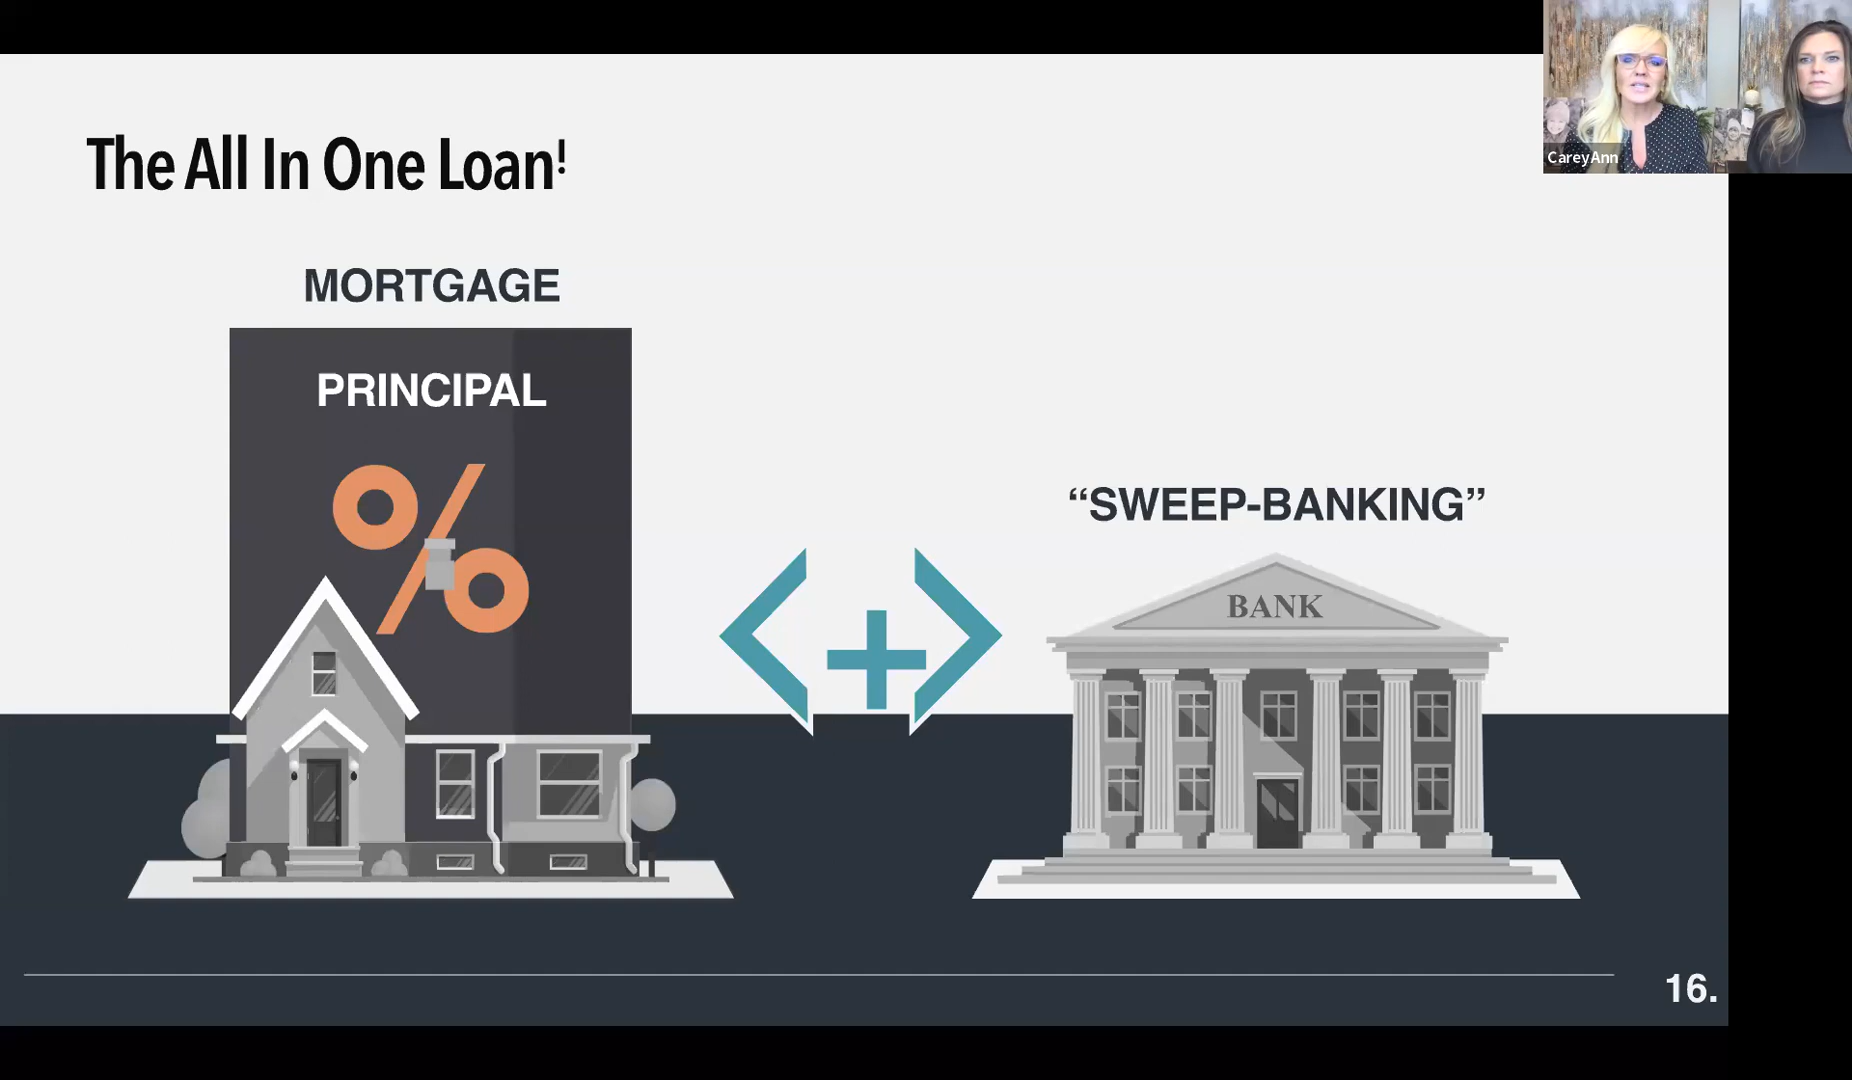 The All In One Loan!
MORTGAGE
PRINCIPAL
%
“SWEEP-BANKING”
+
BANK
16.
CareyAnn